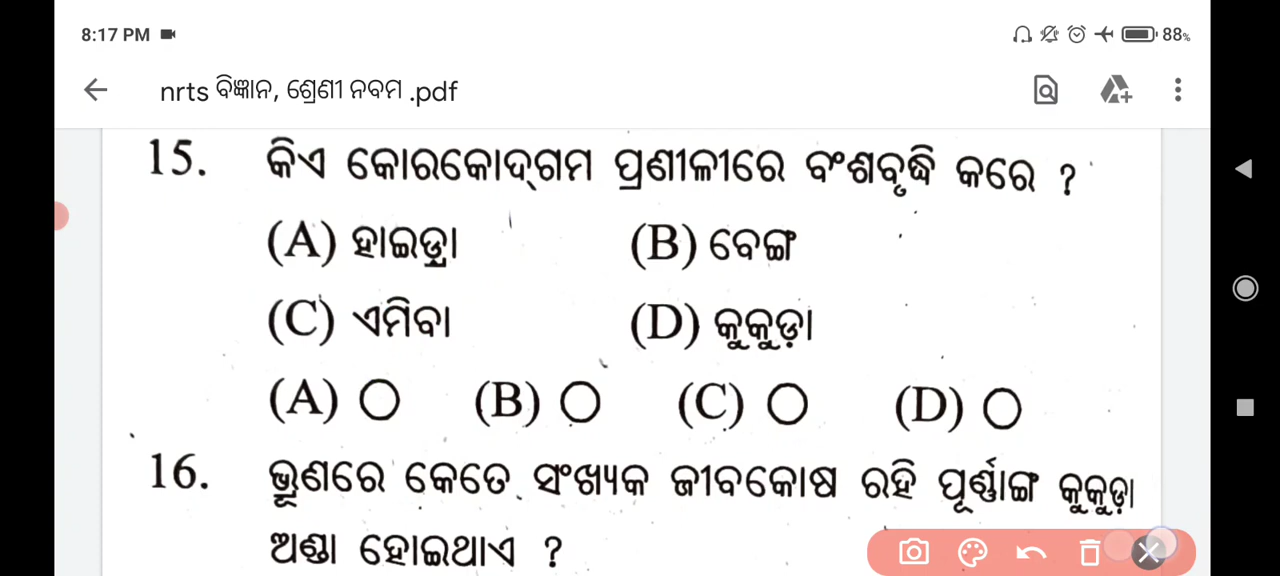 8:17 PM
88%
nrts ବିଜ୍ଞାନ, ଶ୍ରେଣୀ ନବମ .pdf
15. କିଏ କୋରକୋଦ୍‌ଗମ ପ୍ରଣାଳୀରେ ବଂଶବୃଦ୍ଧି କରେ ?
(A) ହାଇଡ୍ରା (B) ବେଙ୍ଗ
(C) ଏମିବା (D) କୁକୁଡ଼ା
(A) (B) (C) (D)
16. ଭ୍ରୂଣରେ କେତେ ସଂଖ୍ୟକ ଜୀବକୋଷ ରହି ପୂର୍ଣ୍ଣାଙ୍ଗ କୁକୁଡ଼ା
ଅଣ୍ଡା ହୋଇଥାଏ ?